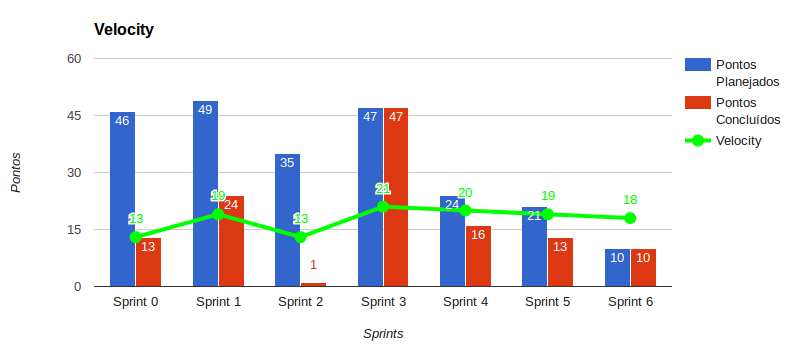 Velocity
60
45
30
15
0
Pontos
46
49
35
47
47
24
21
10
10
13
24
1
16
13
13
19
13
21
20
19
18
Sprint 0
Sprint 1
Sprint 2
Sprint 3
Sprint 4
Sprint 5
Sprint 6
Sprints
Pontos
Planejados
Pontos
Concluídos
Velocity